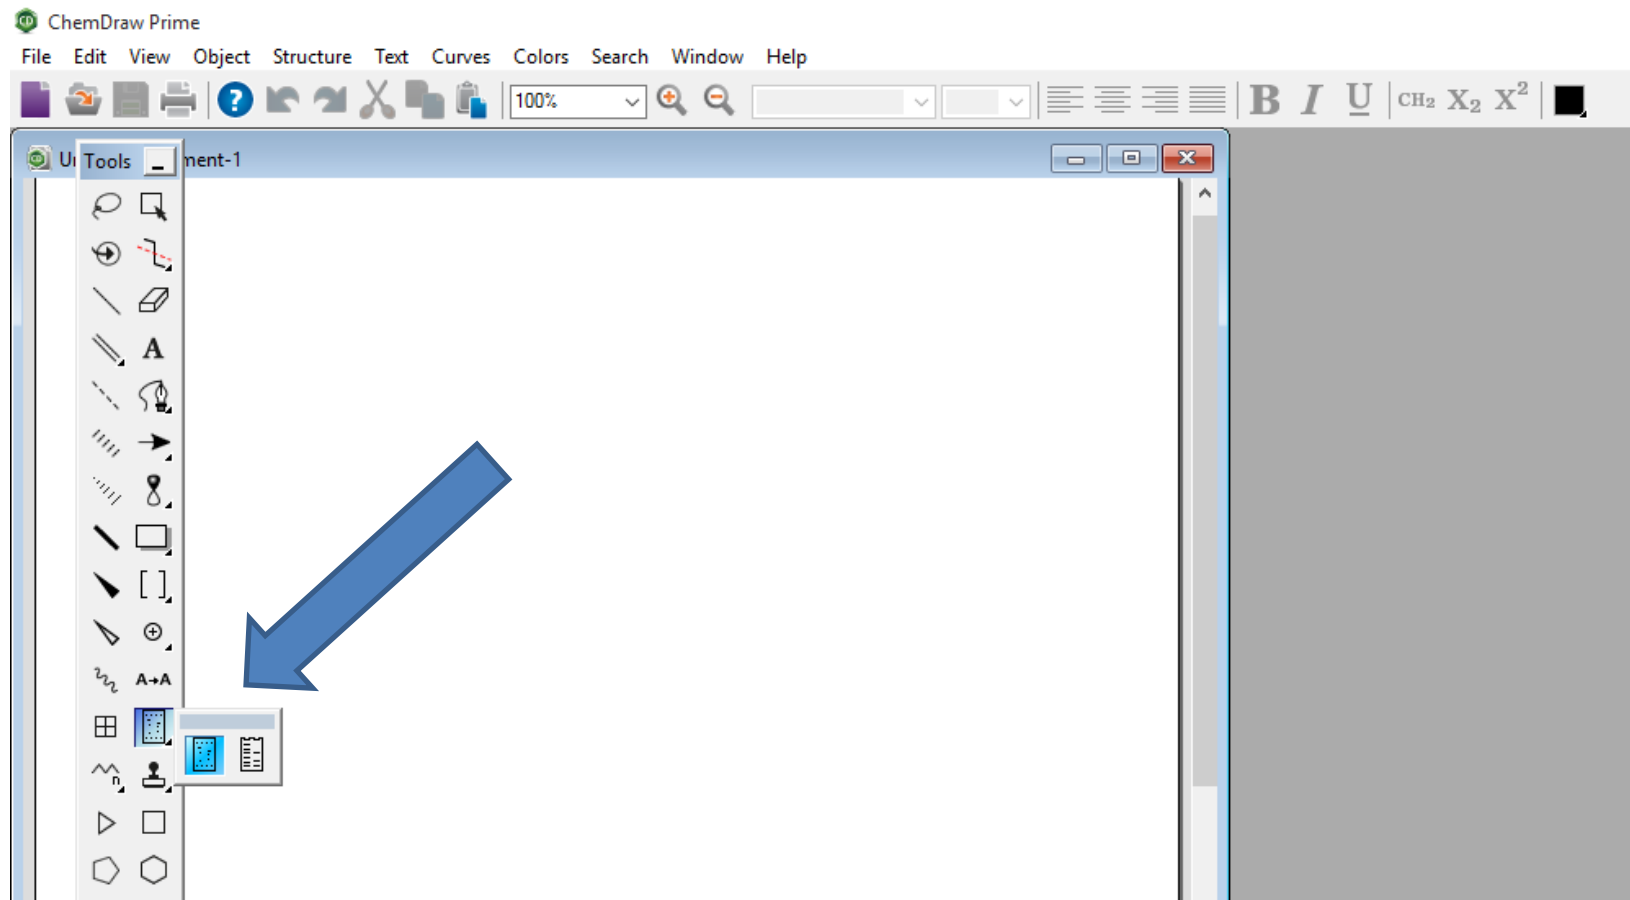 ChemDraw Prime
File Edit View Object Structure Text Curves Colors Search Window Help
100% B I U CH₂ X₂ X²
Tools ment-1
A
A→A
n